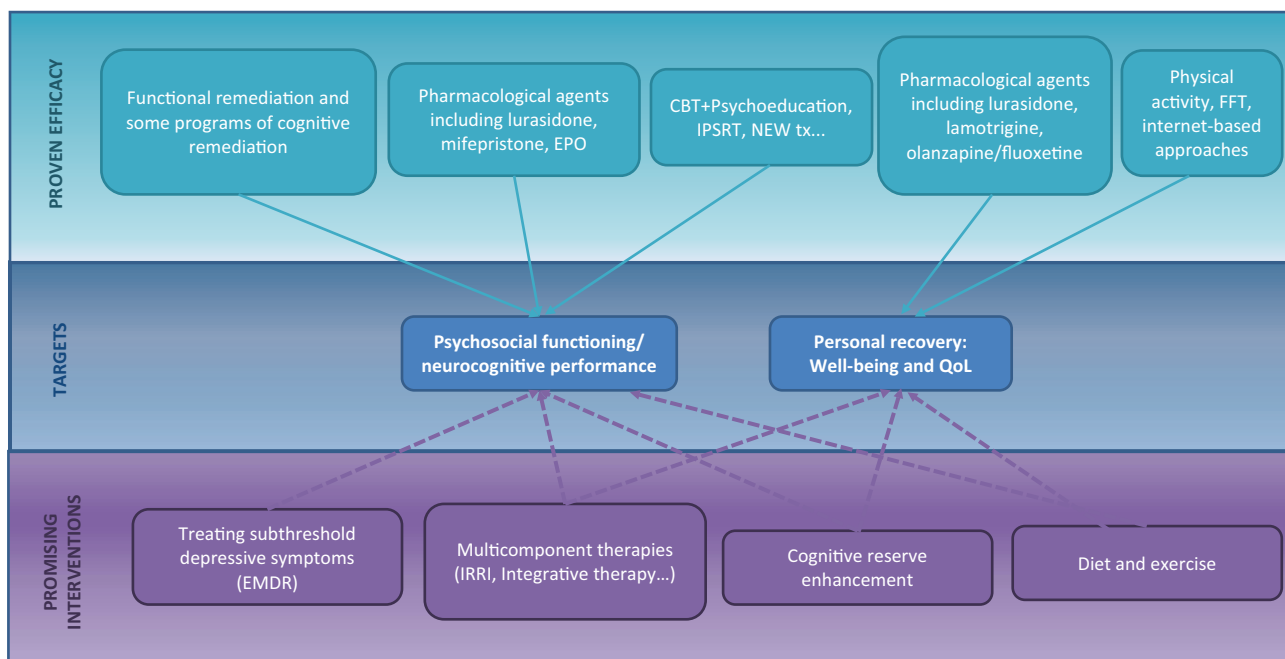 PROVEN EFFICACY
Functional remediation and
some programs of cognitive
remediation
Pharmacological agents
including lurasidone,
mifepristone, EPO
CBT+Psychoeducation,
IPSRT, NEW tx...
Pharmacological agents
including lurasidone,
lamotrigine,
olanzapine/fluoxetine
Physical
activity, FFT,
internet-based
approaches
TARGETS
Psychosocial functioning/
neurocognitive performance
Personal recovery:
Well-being and QoL
PROMISING
INTERVENTIONS
Treating subthreshold
depressive symptoms
(EMDR)
Multicomponent therapies
(IRRI, Integrative therapy...)
Cognitive reserve
enhancement
Diet and exercise